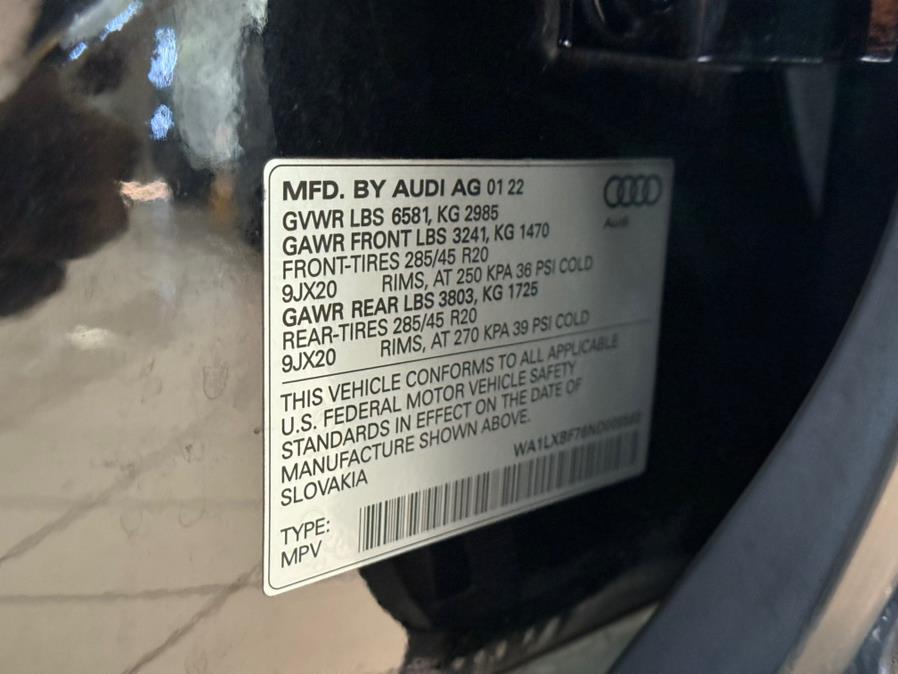 MFD. BY AUDI AG 01 22
Audi
GVWR LBS 6581, KG 2985
GAWR FRONT LBS 3241, KG 1470
FRONT-TIRES 285/45 R20
9JX20 RIMS, AT 250 KPA 36 PSI COLD
GAWR REAR LBS 3803, KG 1725
REAR-TIRES 285/45 R20
9JX20 RIMS, AT 270 KPA 39 PSI COLD
THIS VEHICLE CONFORMS TO ALL APPLICABLE
U.S. FEDERAL MOTOR VEHICLE SAFETY
STANDARDS IN EFFECT ON THE DATE OF
MANUFACTURE SHOWN ABOVE.
SLOVAKIA
TYPE:
MPV